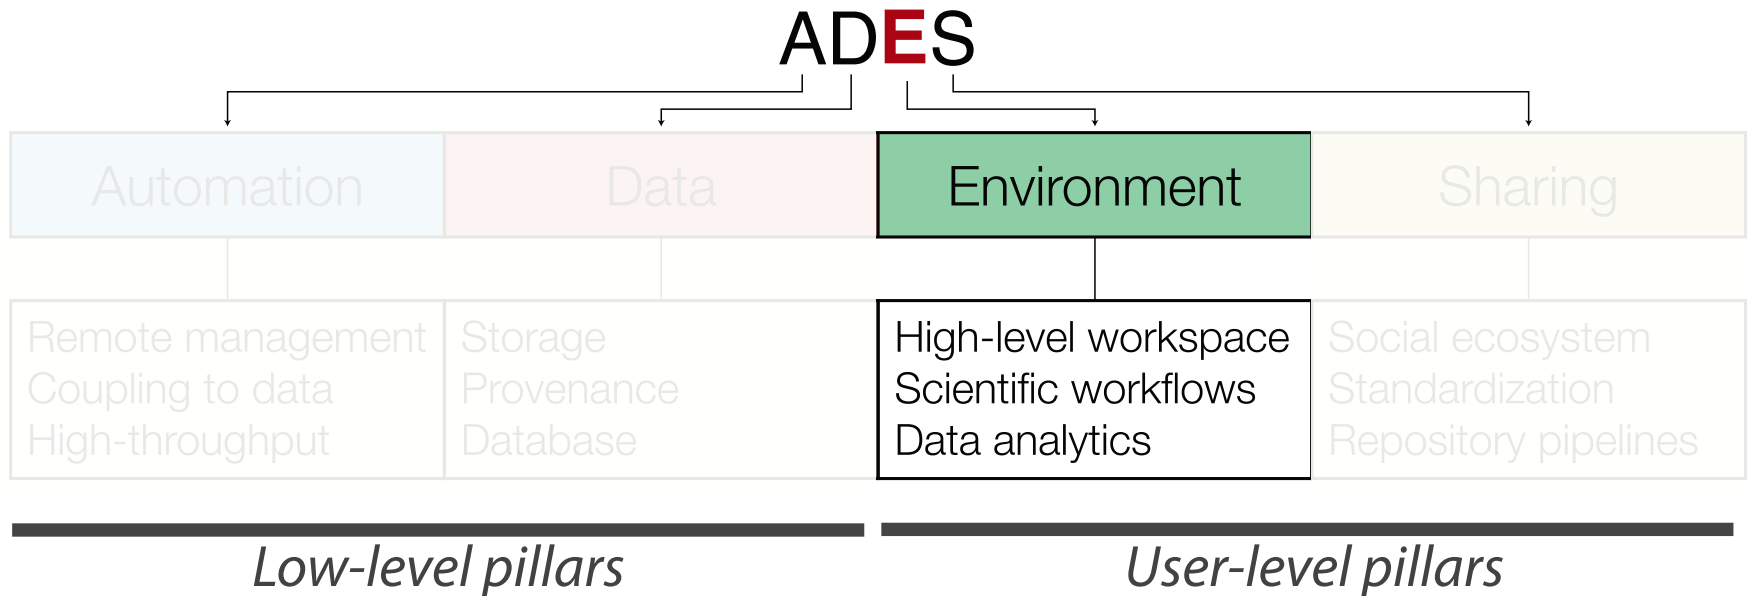 ADES
Automation
Data
Environment
Sharing
Remote management
Coupling to data
High-throughput
Storage
Provenance
Database
High-level workspace
Scientific workflows
Data analytics
Social ecosystem
Standardization
Repository pipelines
Low-level pillars
User-level pillars